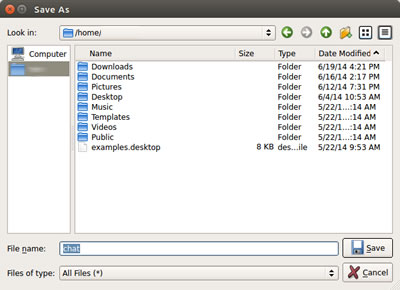 Save As
Look in: /home/
Computer
Name Size Type Date Modified
Downloads Folder 6/19/14 4:21 PM
Documents Folder 6/16/14 2:17 PM
Pictures Folder 6/12/14 7:31 PM
Desktop Folder 6/4/14 10:53 AM
Music Folder 5/22/1...:14 AM
Templates Folder 5/22/1...:14 AM
Videos Folder 5/22/1...:14 AM
Public Folder 5/22/1...:14 AM
examples.desktop 8 KB des...ile 5/22/14 9:53 AM
File name: chat Save
Files of type: All Files (*) Cancel